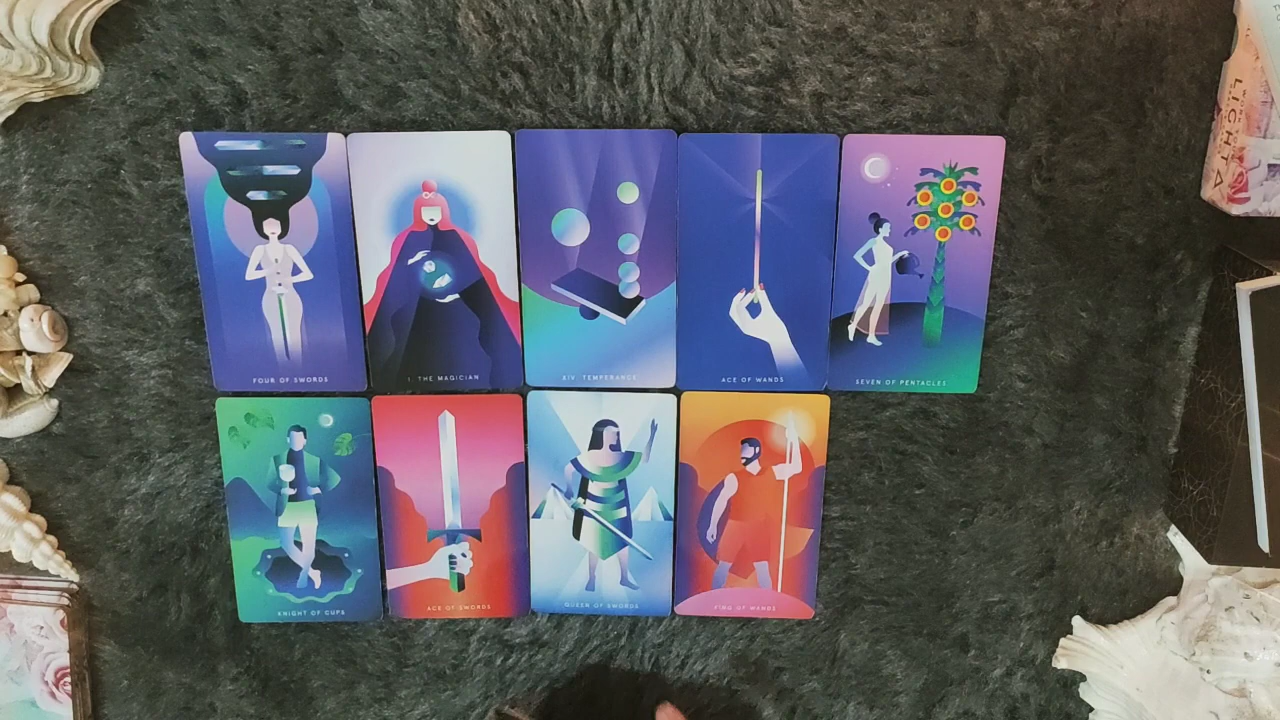 FOUR OF SWORDS
I. THE MAGICIAN
XIV. TEMPERANCE
ACE OF WANDS
SEVEN OF PENTACLES
KNIGHT OF CUPS
ACE OF SWORDS
QUEEN OF SWORDS
KING OF WANDS
LIGHT